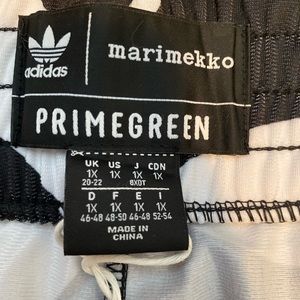 adidas
marimekko
PRIMEGREEN
UK US J CDN
1X 1X 1X 1X
20-22 8XOT
D F E I
1X 1X 1X 1X
46-48 48-50 46-48 52-54
MADE IN
CHINA